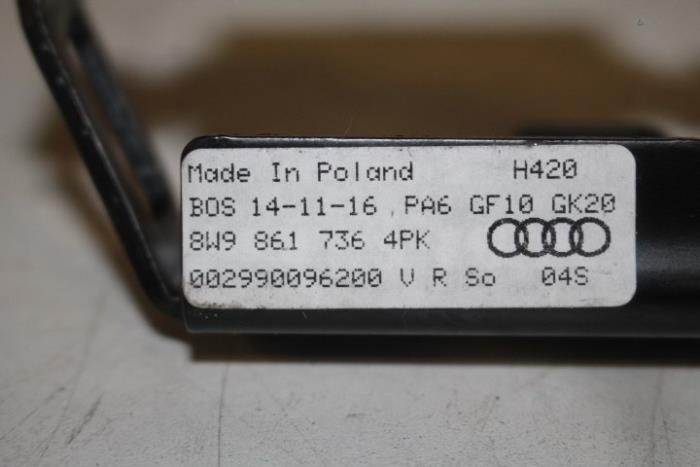 Made In Poland H420
BOS 14-11-16 PA6 GF10 GK20
8W9 861 736 4PK
002990096200 V R So 04S